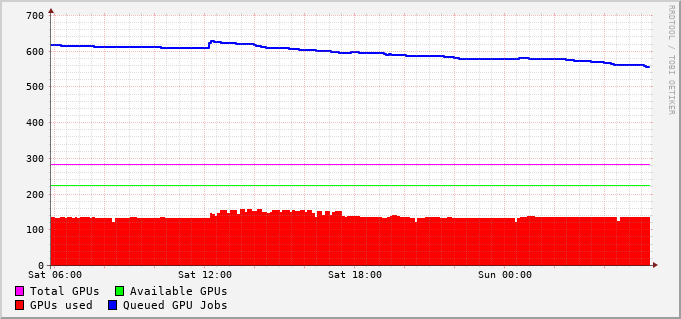 700
600
500
400
300
200
100
0
Sat 06:00 Sat 12:00 Sat 18:00 Sun 00:00
Total GPUs Available GPUs
GPUs used Queued GPU Jobs
RRDTOOL / TOBI OETIKER